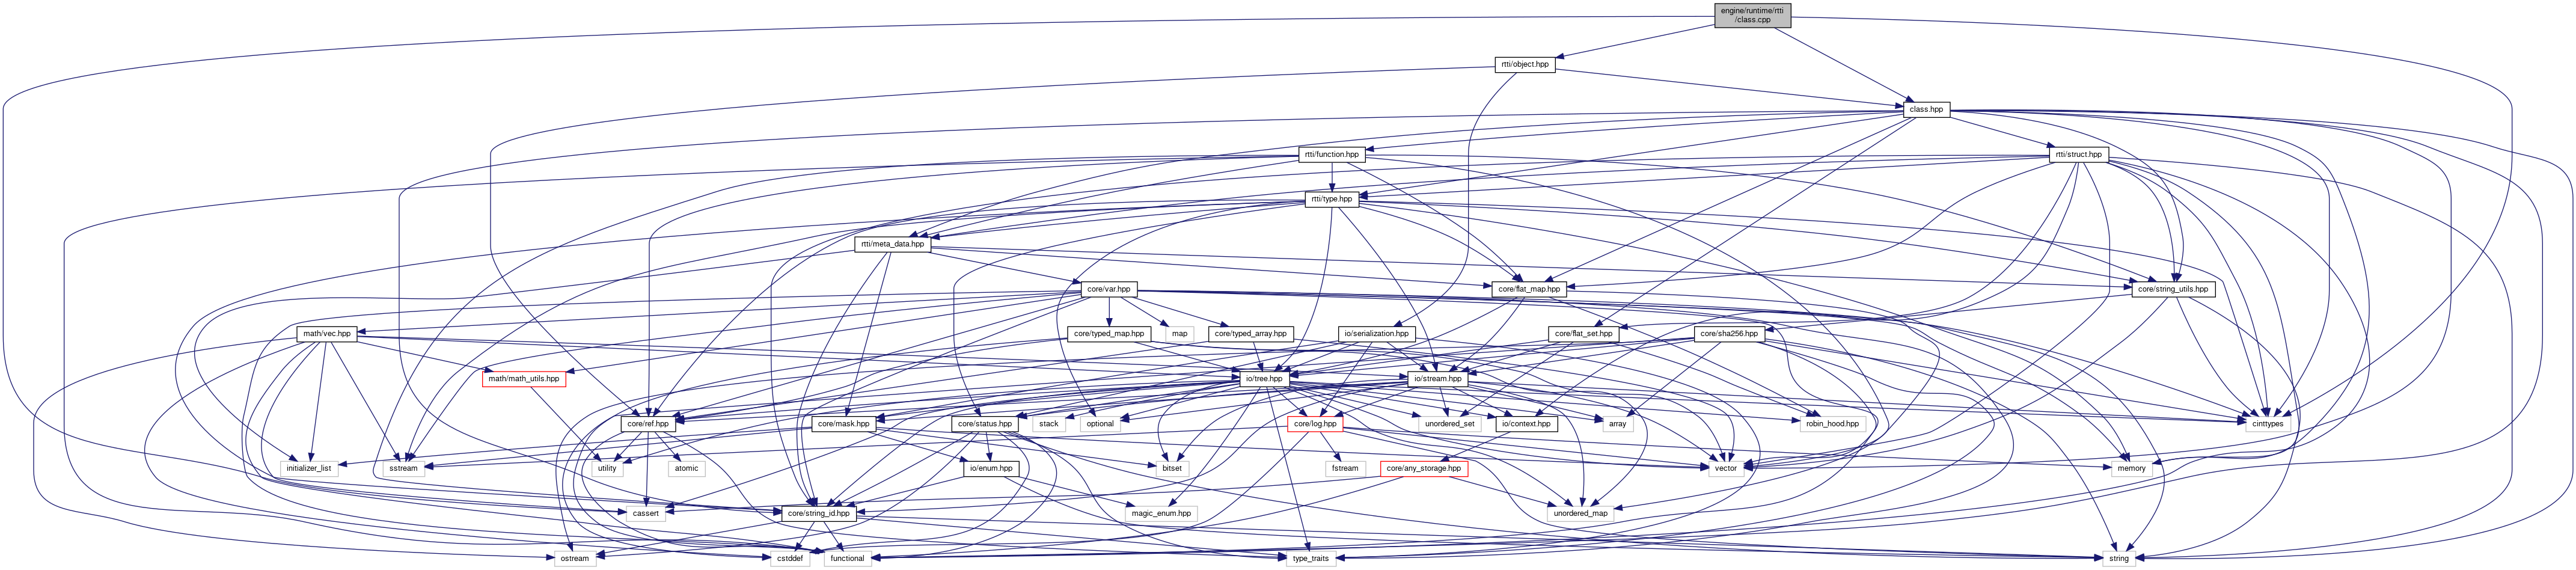 engine/runtime/rtti
/class.cpp
rtti/object.hpp
class.hpp
rtti/function.hpp
rtti/struct.hpp
rtti/type.hpp
rtti/meta_data.hpp
core/var.hpp
core/flat_map.hpp
core/string_utils.hpp
math/vec.hpp
core/typed_map.hpp
map
core/typed_array.hpp
io/serialization.hpp
core/flat_set.hpp
core/sha256.hpp
math/math_utils.hpp
io/tree.hpp
io/stream.hpp
core/ref.hpp
core/mask.hpp
core/status.hpp
stack
optional
core/log.hpp
unordered_set
io/context.hpp
array
robin_hood.hpp
cinttypes
initializer_list
sstream
utility
atomic
io/enum.hpp
bitset
fstream
core/any_storage.hpp
vector
memory
cassert
core/string_id.hpp
magic_enum.hpp
unordered_map
ostream
cstddef
functional
type_traits
string